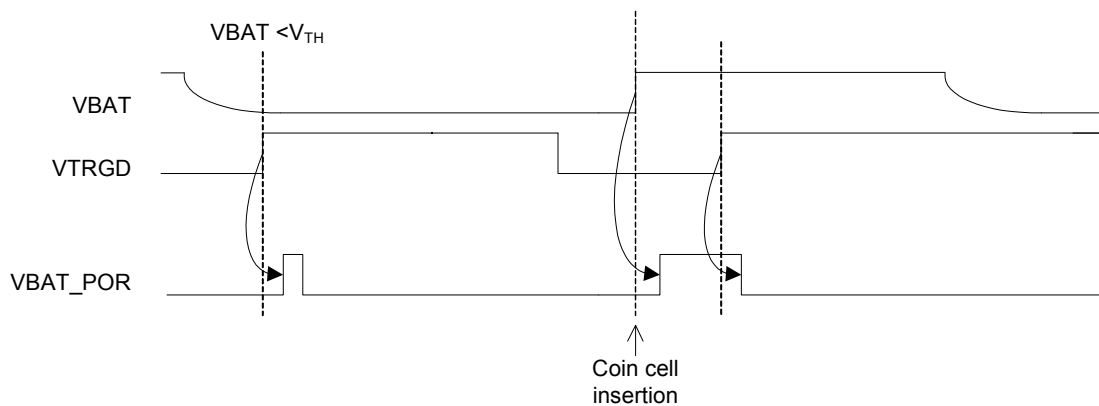 VBAT <VTH
VBAT
VTRGD
VBAT_POR
Coin cell
insertion